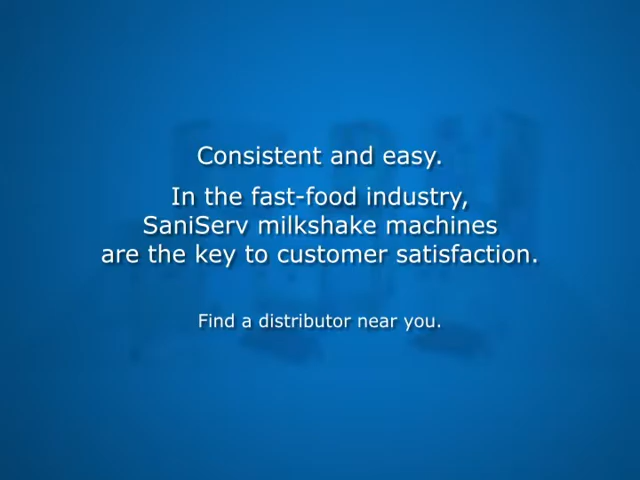 Consistent and easy.
In the fast-food industry,
SaniServ milkshake machines
are the key to customer satisfaction.
Find a distributor near you.